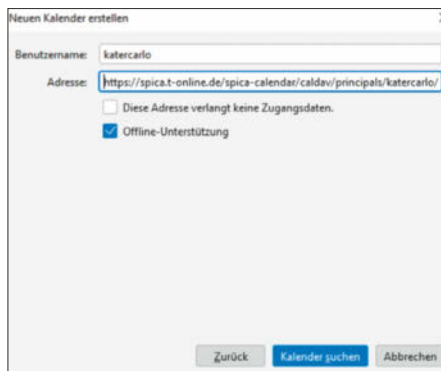 Neuen Kalender erstellen
Benutzername: katercarlo
Adresse: https://spica.t-online.de/spica-calendar/caldav/principals/katercarlo/
Diese Adresse verlangt keine Zugangsdaten.
Offline-Unterstützung
Zurück Kalender suchen Abbrechen